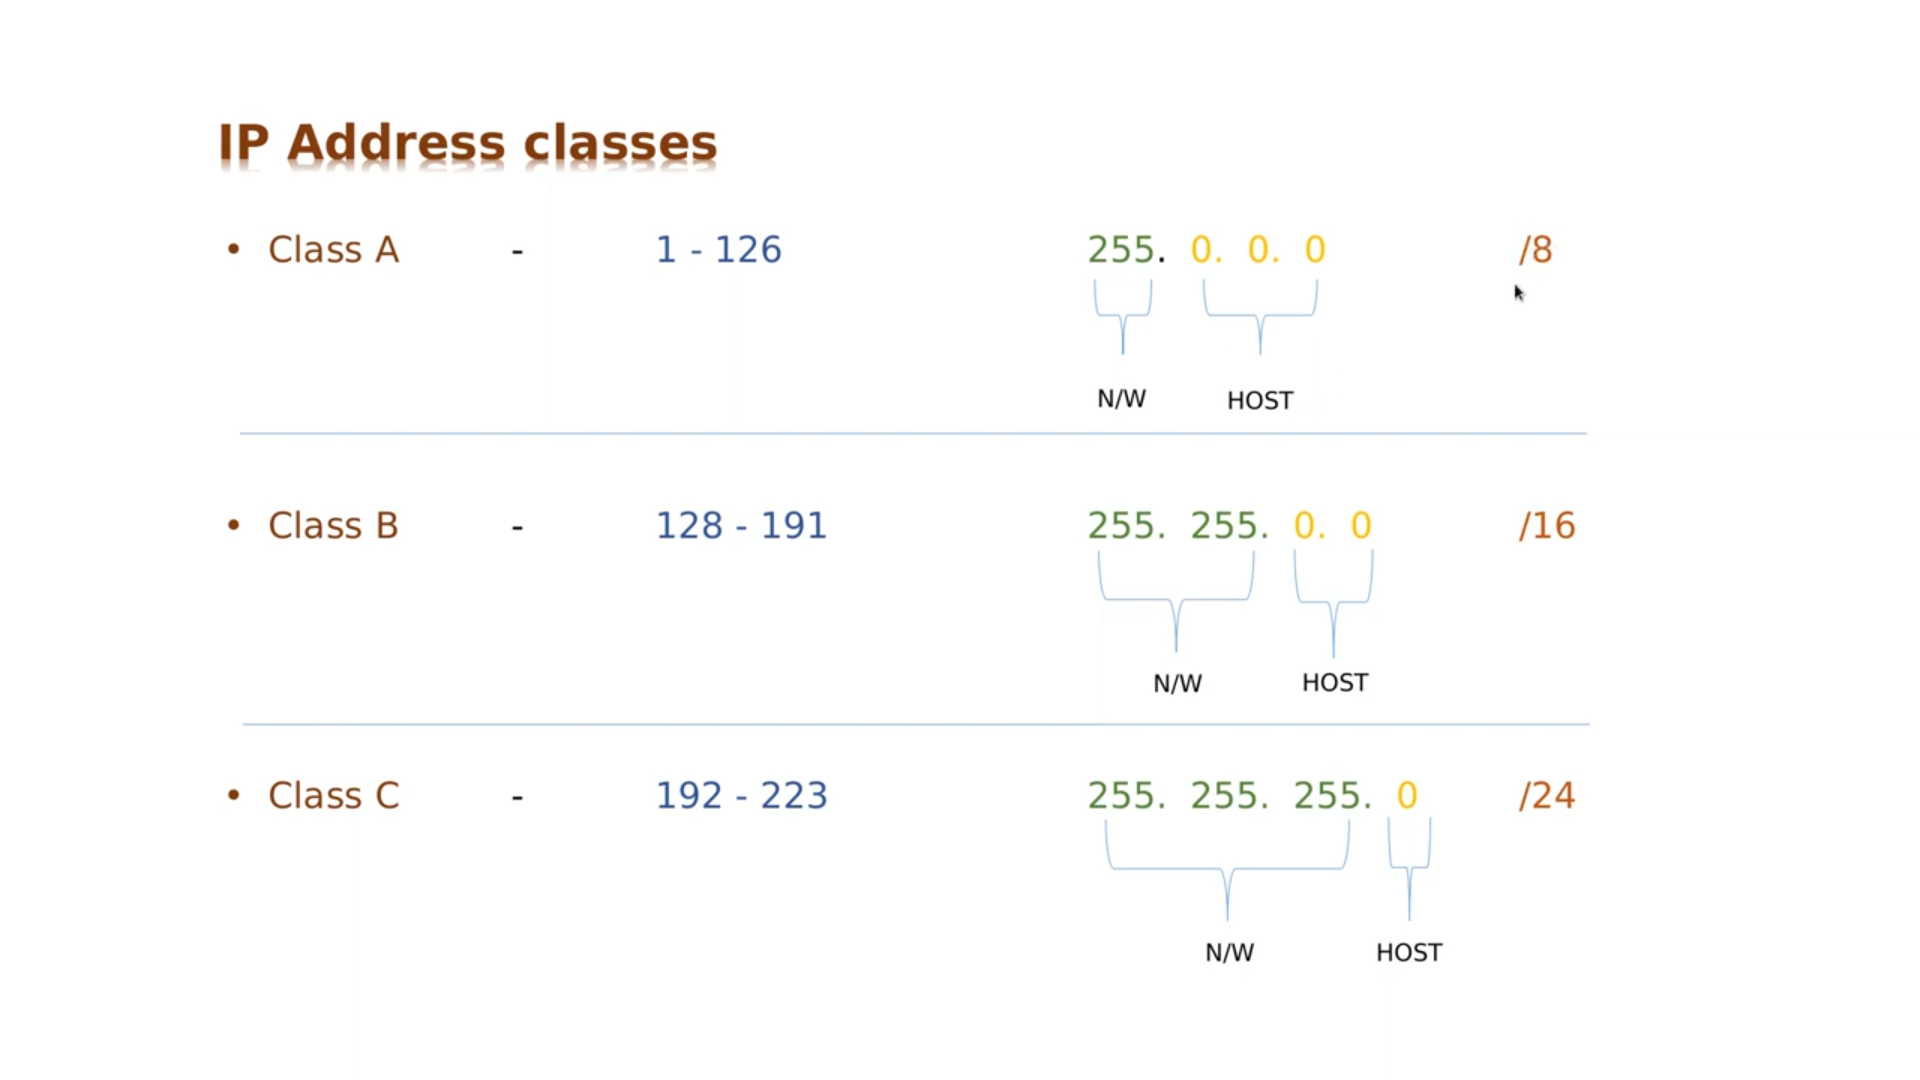 IP Address classes
• Class A - 1 - 126 255. 0. 0. 0 /8
N/W HOST
• Class B - 128 - 191 255. 255. 0. 0 /16
N/W HOST
• Class C - 192 - 223 255. 255. 255. 0 /24
N/W HOST